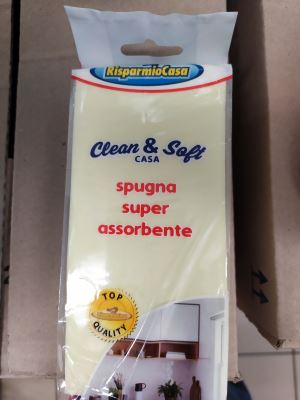 RisparmioCasa
Clean & Soft
CASA
spugna
super
assorbente
TOP
QUALITY